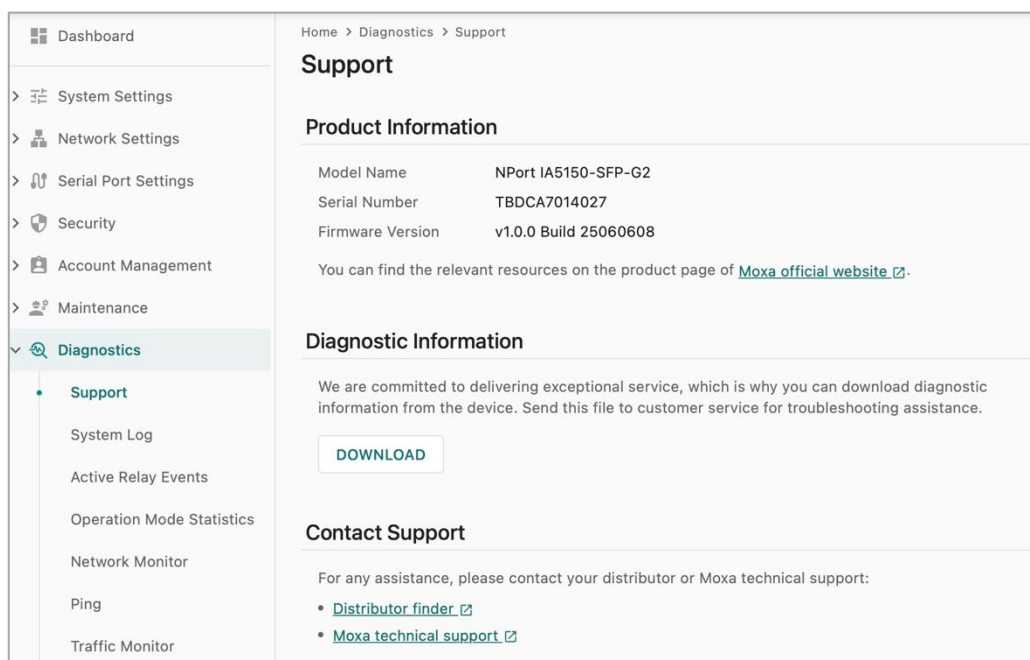 Dashboard
System Settings
Network Settings
Serial Port Settings
Security
Account Management
Maintenance
Diagnostics
Support
System Log
Active Relay Events
Operation Mode Statistics
Network Monitor
Ping
Traffic Monitor
Home > Diagnostics > Support
Support
Product Information
Model Name NPort IA5150-SFP-G2
Serial Number TBDCA7014027
Firmware Version v1.0.0 Build 25060608
You can find the relevant resources on the product page of Moxa official website.
Diagnostic Information
We are committed to delivering exceptional service, which is why you can download diagnostic
information from the device. Send this file to customer service for troubleshooting assistance.
DOWNLOAD
Contact Support
For any assistance, please contact your distributor or Moxa technical support:
• Distributor finder
• Moxa technical support